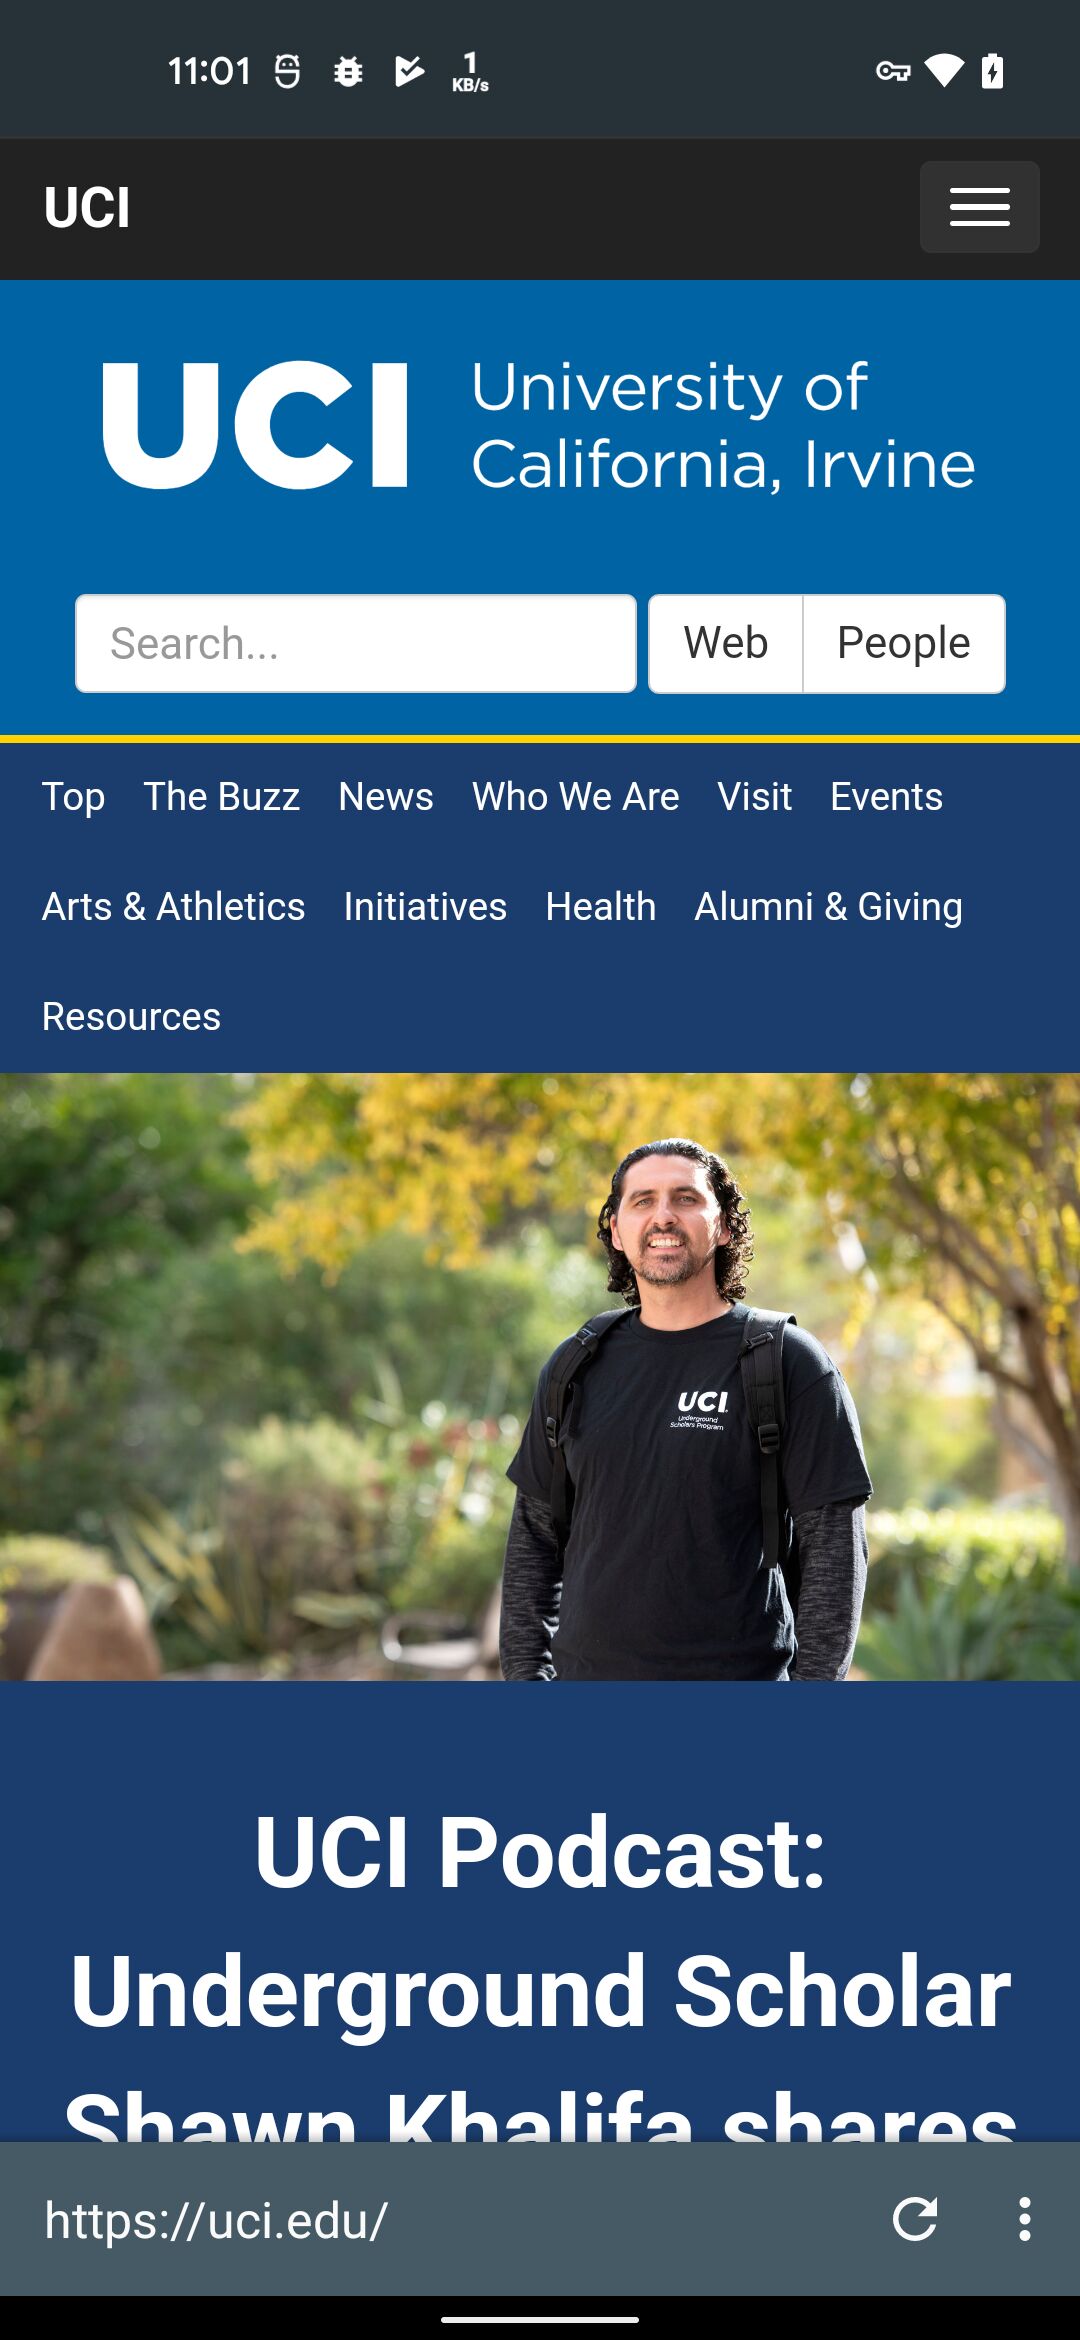 11:01
1
KB/s
UCI
UCI
University of
California, Irvine
Search...
Web
People
Top The Buzz News Who We Are Visit Events
Arts & Athletics Initiatives Health Alumni & Giving
Resources
UCI
Underground
Scholars Program
UCI Podcast:
Underground Scholar
Shawn Khalifa shares
https://uci.edu/